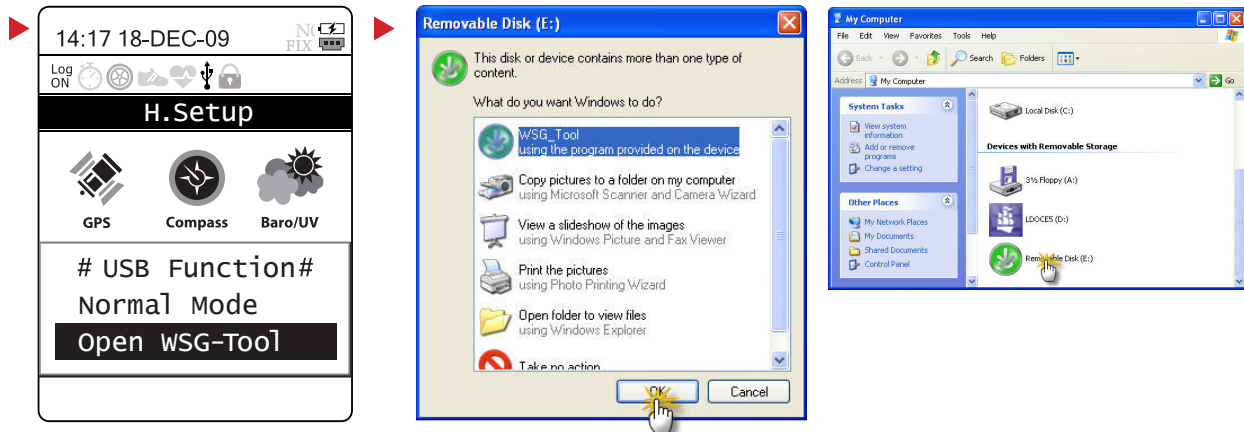 14:17 18-DEC-09
NO
FIX
Log
ON
H.Setup
GPS Compass Baro/UV
# USB Function#
Normal Mode
Open WSG-Tool
Removable Disk (E:)
This disk or device contains more than one type of
content.
What do you want Windows to do?
WSG_Tool
using the program provided on the device
Copy pictures to a folder on my computer
using Microsoft Scanner and Camera Wizard
View a slideshow of the images
using Windows Picture and Fax Viewer
Print the pictures
using Photo Printing Wizard
Open folder to view files
using Windows Explorer
Take no action
OK Cancel
My Computer
File Edit View Favorites Tools Help
Back Search Folders
Address My Computer Go
System Tasks
View system
information
Add or remove
programs
Change a setting
Other Places
My Network Places
My Documents
Shared Documents
Control Panel
Local Disk (C:)
Devices with Removable Storage
3½ Floppy (A:)
LDOCE5 (D:)
Removable Disk (E:)